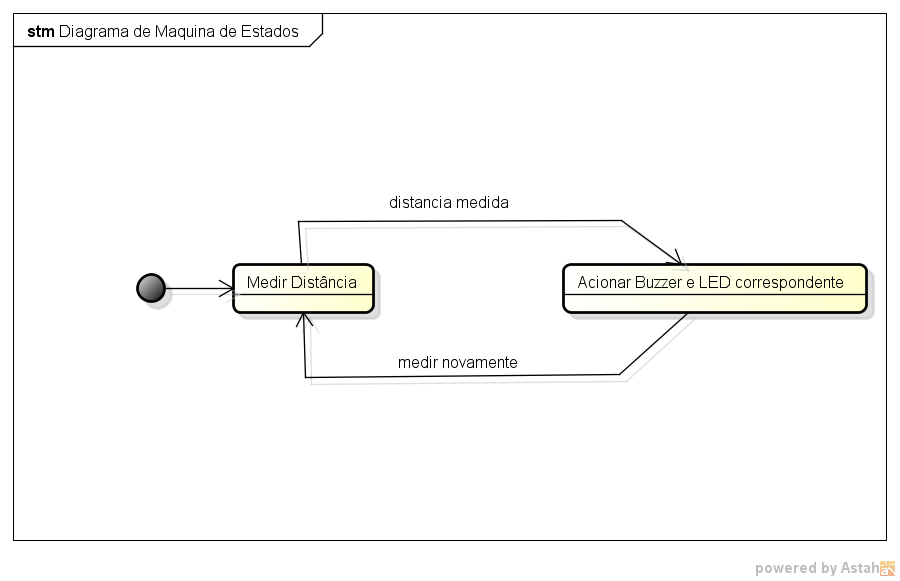 stm Diagrama de Maquina de Estados
distancia medida
Medir Distância
Acionar Buzzer e LED correspondente
medir novamente
powered by Astah